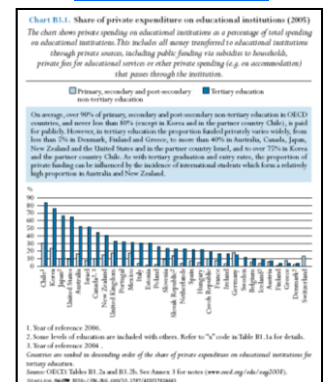 Chart B3.1. Share of private expenditure on educational institutions (2005)
The chart shows private spending on educational institutions as a percentage of total spending
on educational institutions. This includes all money transferred to educational institutions
through private sources, including public funding via subsidies to households,
private fees for educational services or other private spending (e.g. on accommodation)
that passes through the institution.
Primary, secondary and post-secondary Tertiary education
non-tertiary education
On average, over 90% of primary, secondary and post-secondary non-tertiary education in OECD
countries, and never less than 80% (except in Korea and in the partner country Chile), is paid
for publicly. However, in tertiary education the proportion funded privately varies widely, from
less than 5% in Denmark, Finland and Greece, to more than 40% in Australia, Canada, Japan,
New Zealand and the United States and in the partner country Israel, and to over 75% in Korea
and the partner country Chile. As with tertiary graduation and entry rates, the proportion of
private funding can be influenced by the incidence of international students which form a relatively
high proportion in Australia and New Zealand.
%
90
80
70
60
50
40
30
20
10
0
Chile
Korea
Japan
United States
Australia
Israel
Canada
New Zealand
United Kingdom
Portugal
Mexico
Italy
Estonia
Poland
Slovenia
Slovak Republic
Netherlands
Spain
Hungary
Czech Republic
France
Ireland
Germany
Sweden
Belgium
Iceland
Austria
Finland
Greece
Denmark
Switzerland
1. Year of reference 2006.
2. Some levels of education are included with others. Refer to "x" code in Table B1.1a for details.
3. Year of reference 2004.
Countries are ranked in descending order of the share of private expenditure on educational institutions for
tertiary education.
Source: OECD. Tables B3.2a and B3.2b. See Annex 3 for notes (www.oecd.org/edu/eag2008).